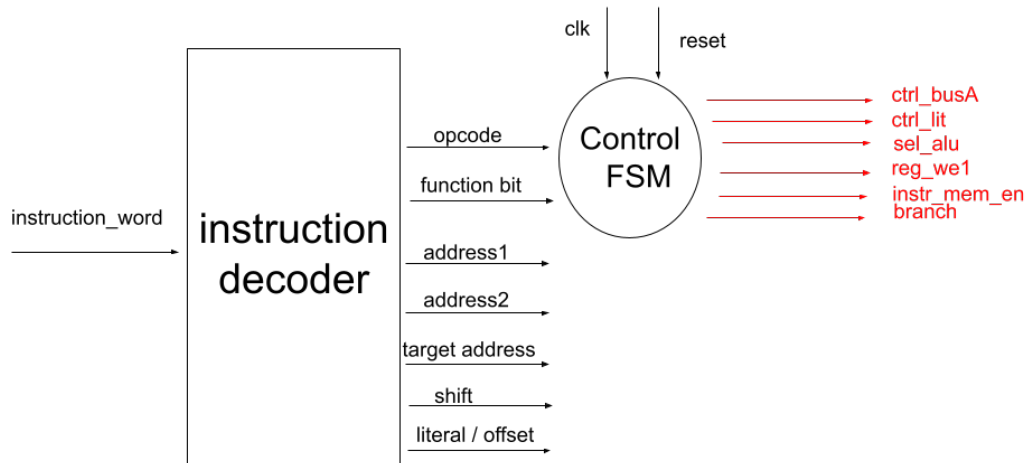 clk
reset
ctrl_busA
ctrl_lit
sel_alu
reg_we1
instr_mem_en
branch
Control
FSM
opcode
function bit
instruction_word
instruction
decoder
address1
address2
target address
shift
literal / offset